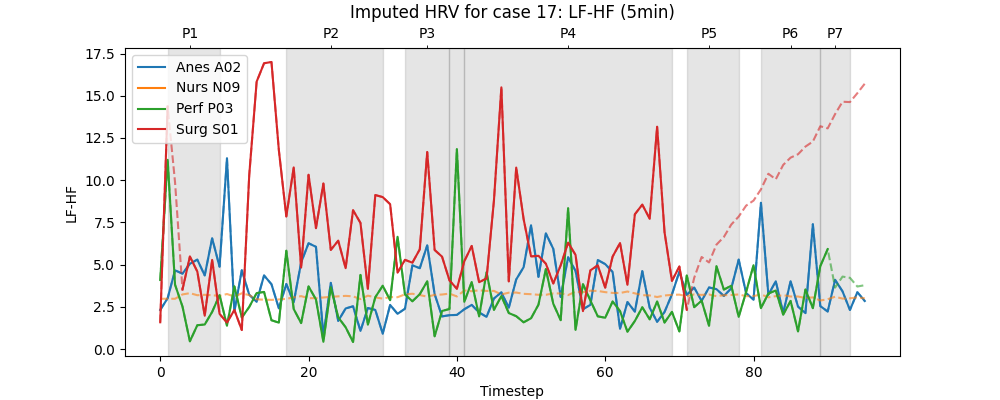 Imputed HRV for case 17: LF-HF (5min)
P1 P2 P3 P4 P5 P6 P7
17.5
15.0
12.5
10.0
7.5
5.0
2.5
0.0
LF-HF
Anes A02
Nurs N09
Perf P03
Surg S01
0 20 40 60 80
Timestep